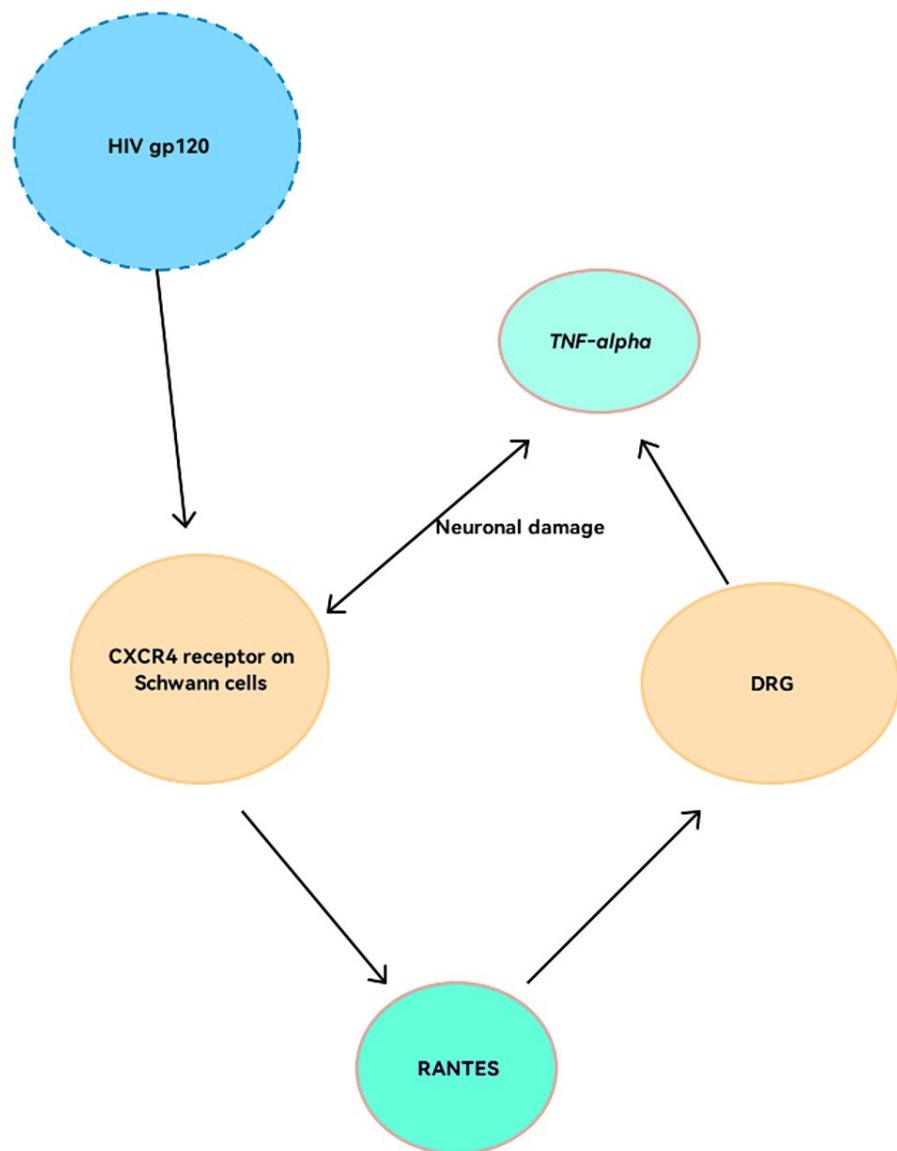 HIV gp120
TNF-alpha
Neuronal damage
CXCR4 receptor on
Schwann cells
DRG
RANTES